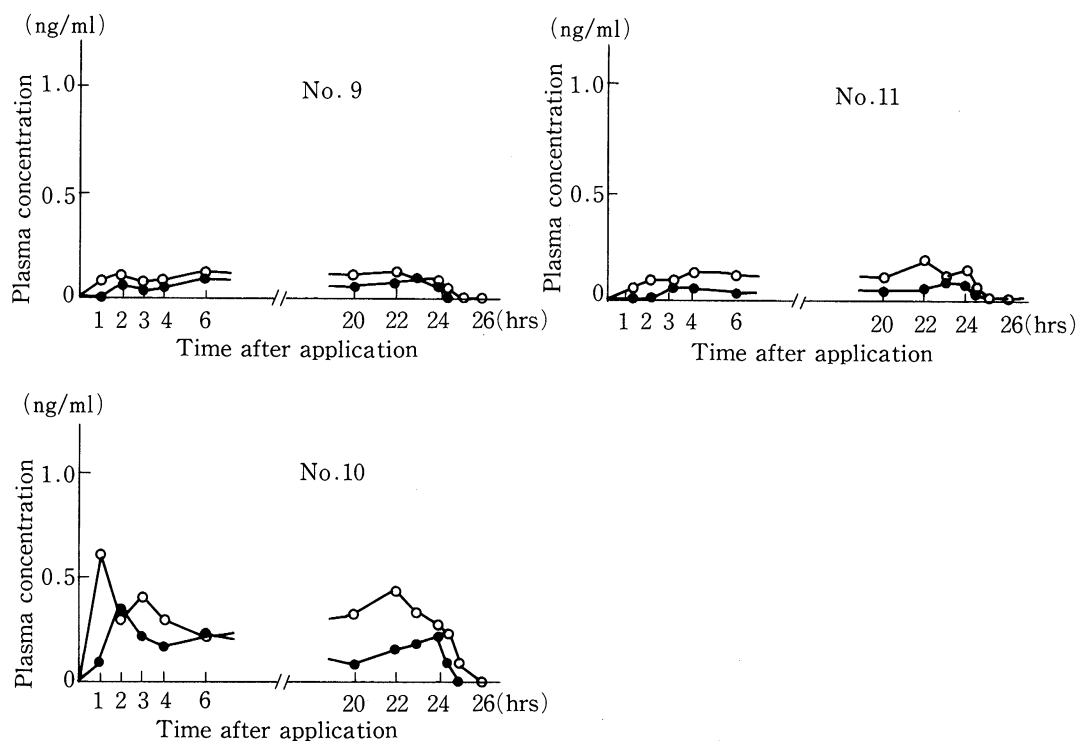 (ng/ml)
Plasma concentration
1.0
0.5
0
No. 9
1 2 3 4 6 20 22 24 26(hrs)
Time after application
(ng/ml)
Plasma concentration
1.0
0.5
0
No.11
1 2 3 4 6 20 22 24 26(hrs)
Time after application
(ng/ml)
Plasma concentration
1.0
0.5
0
No.10
1 2 3 4 6 20 22 24 26(hrs)
Time after application